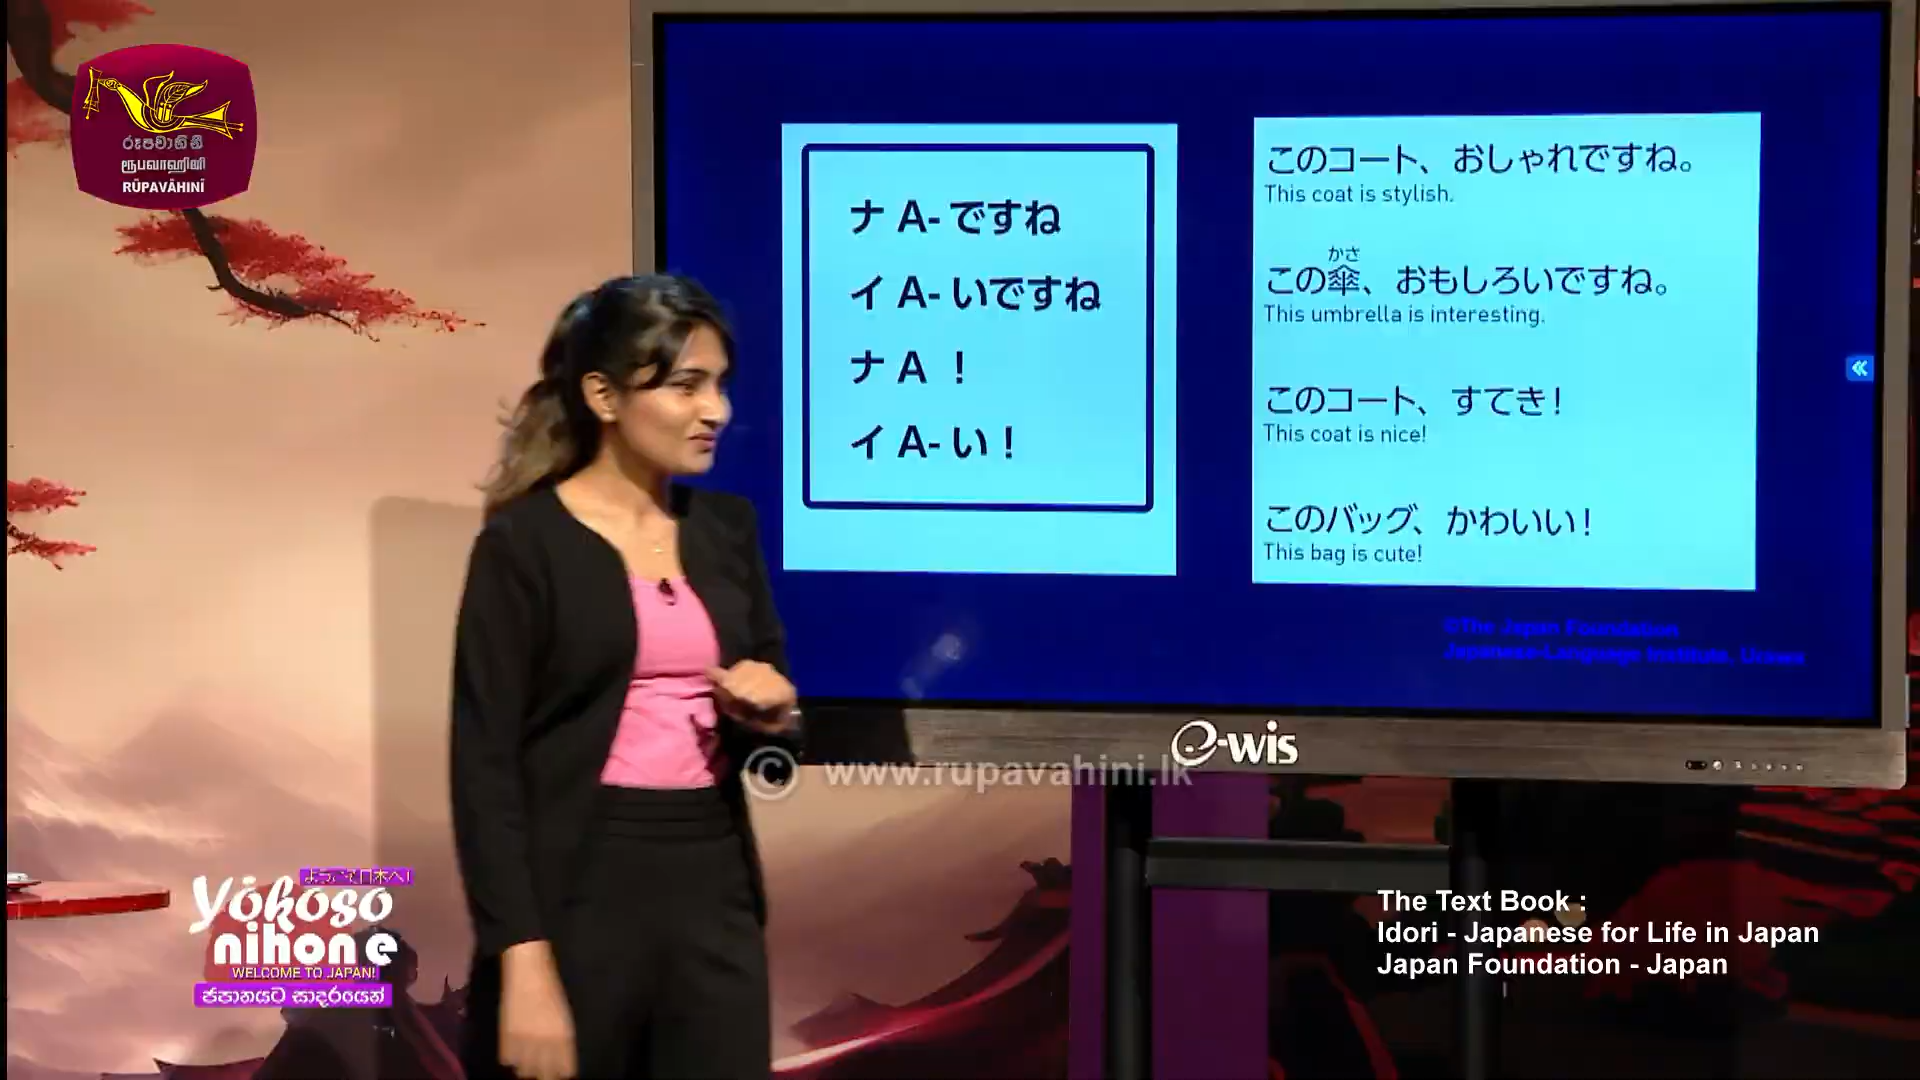 රූපවාහිනී
ரூபவாஹினி
RŪPAVĀHINĪ
ナ A- ですね
イ A- いですね
ナ A ！
イ A- い！
このコート、おしゃれですね。
This coat is stylish.
かさ
この傘、おもしろいですね。
This umbrella is interesting.
このコート、すてき！
This coat is nice!
このバッグ、かわいい！
This bag is cute!
©The Japan Foundation
Japanese-Language Institute, Urawa
e-wis
© www.rupavahini.lk
ようこそ日本へ!
yokoso
nihon e
WELCOME TO JAPAN!
ජපානයට සාදරයෙන්
The Text Book :
Idori - Japanese for Life in Japan
Japan Foundation - Japan